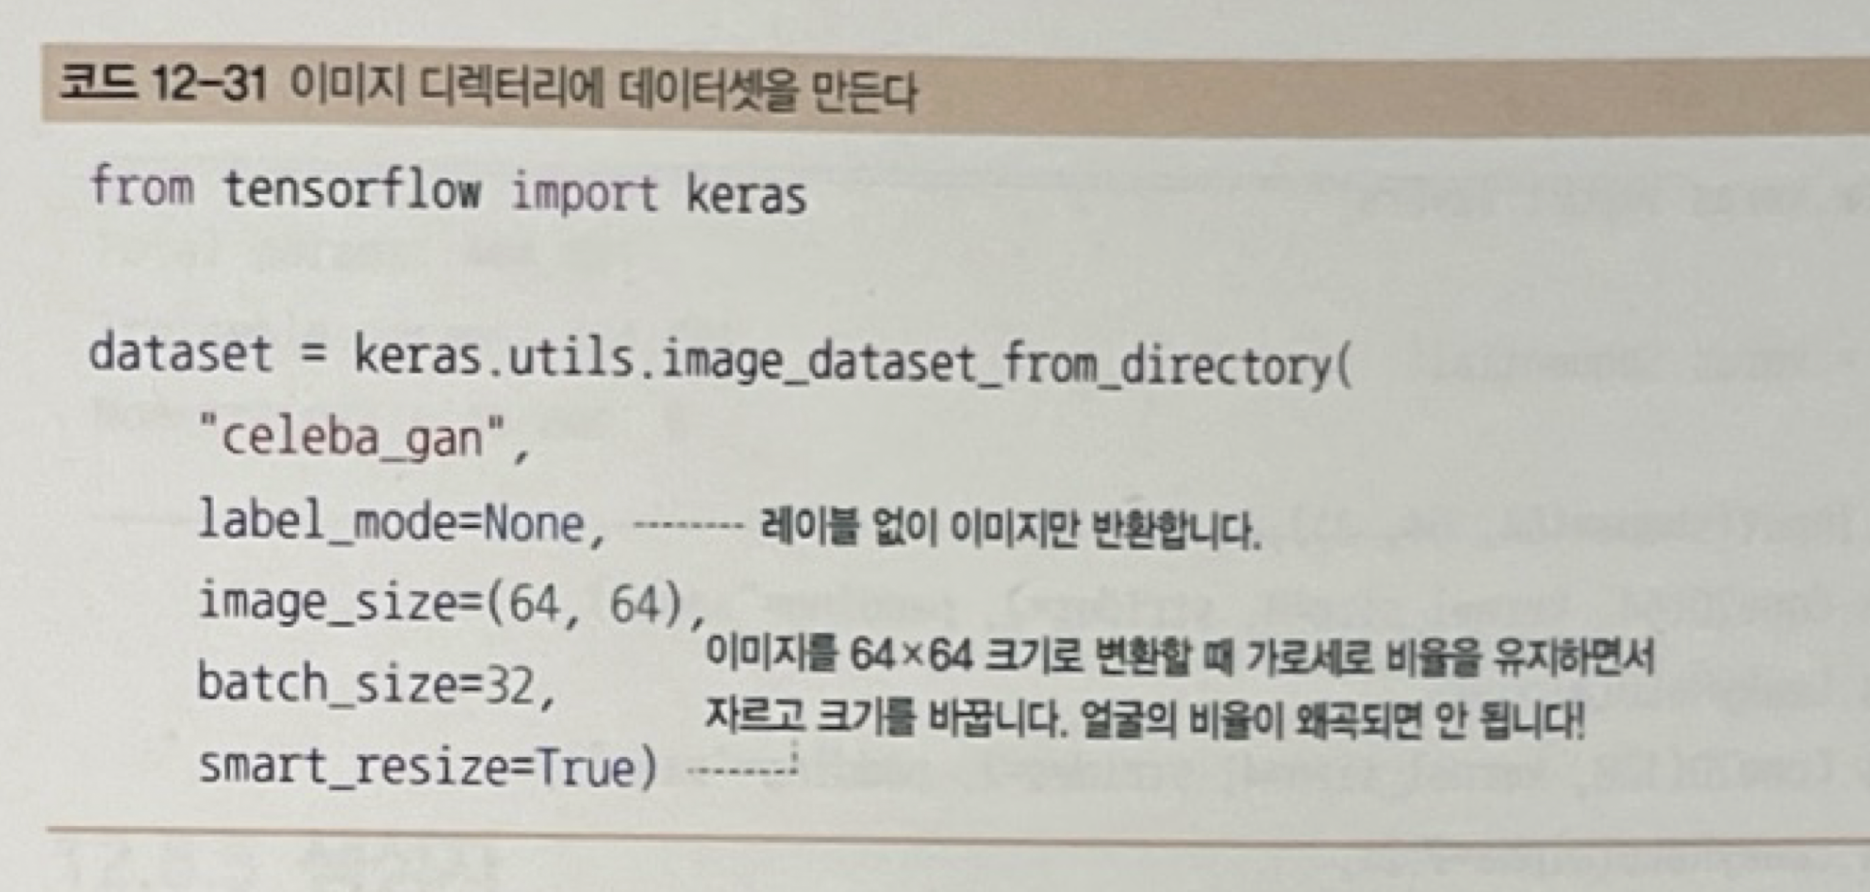 코드 12-31 이미지 디렉터리에 데이터셋을 만든다
from tensorflow import keras
dataset = keras.utils.image_dataset_from_directory(
"celeba_gan",
label_mode=None, -------- 레이블 없이 이미지만 반환합니다.
image_size=(64, 64),
이미지를 64×64 크기로 변환할 때 가로세로 비율을 유지하면서
batch_size=32,
자르고 크기를 바꿉니다. 얼굴의 비율이 왜곡되면 안 됩니다!
smart_resize=True)